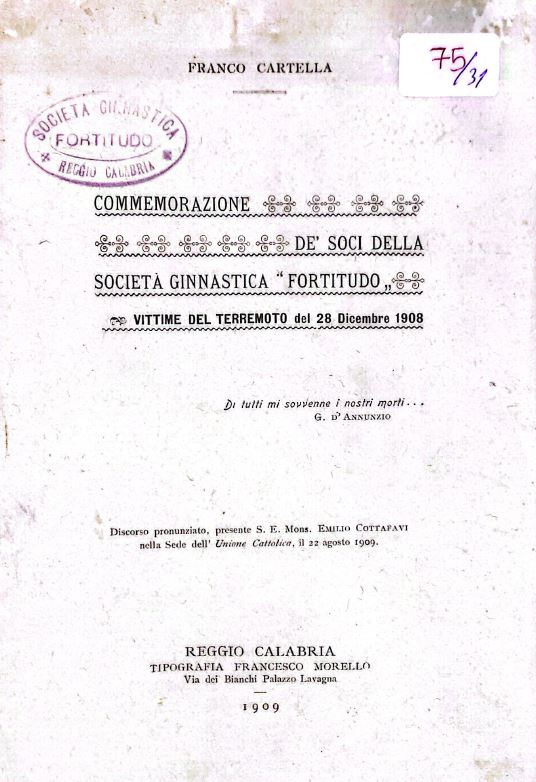 FRANCO CARTELLA
75/31
SOCIETÀ GINNASTICA
FORTITUDO
REGGIO CALABRIA
COMMEMORAZIONE
DE' SOCI DELLA
SOCIETÀ GINNASTICA “ FORTITUDO „
VITTIME DEL TERREMOTO del 28 Dicembre 1908
Di tutti mi sovvenne i nostri morti...
G. D'ANNUNZIO
Discorso pronunziato, presente S. E. Mons. EMILIO COTTAFAVI
nella Sede dell' Unione Cattolica, il 22 agosto 1909.
REGGIO CALABRIA
TIPOGRAFIA FRANCESCO MORELLO
Via dei Bianchi Palazzo Lavagna
1909